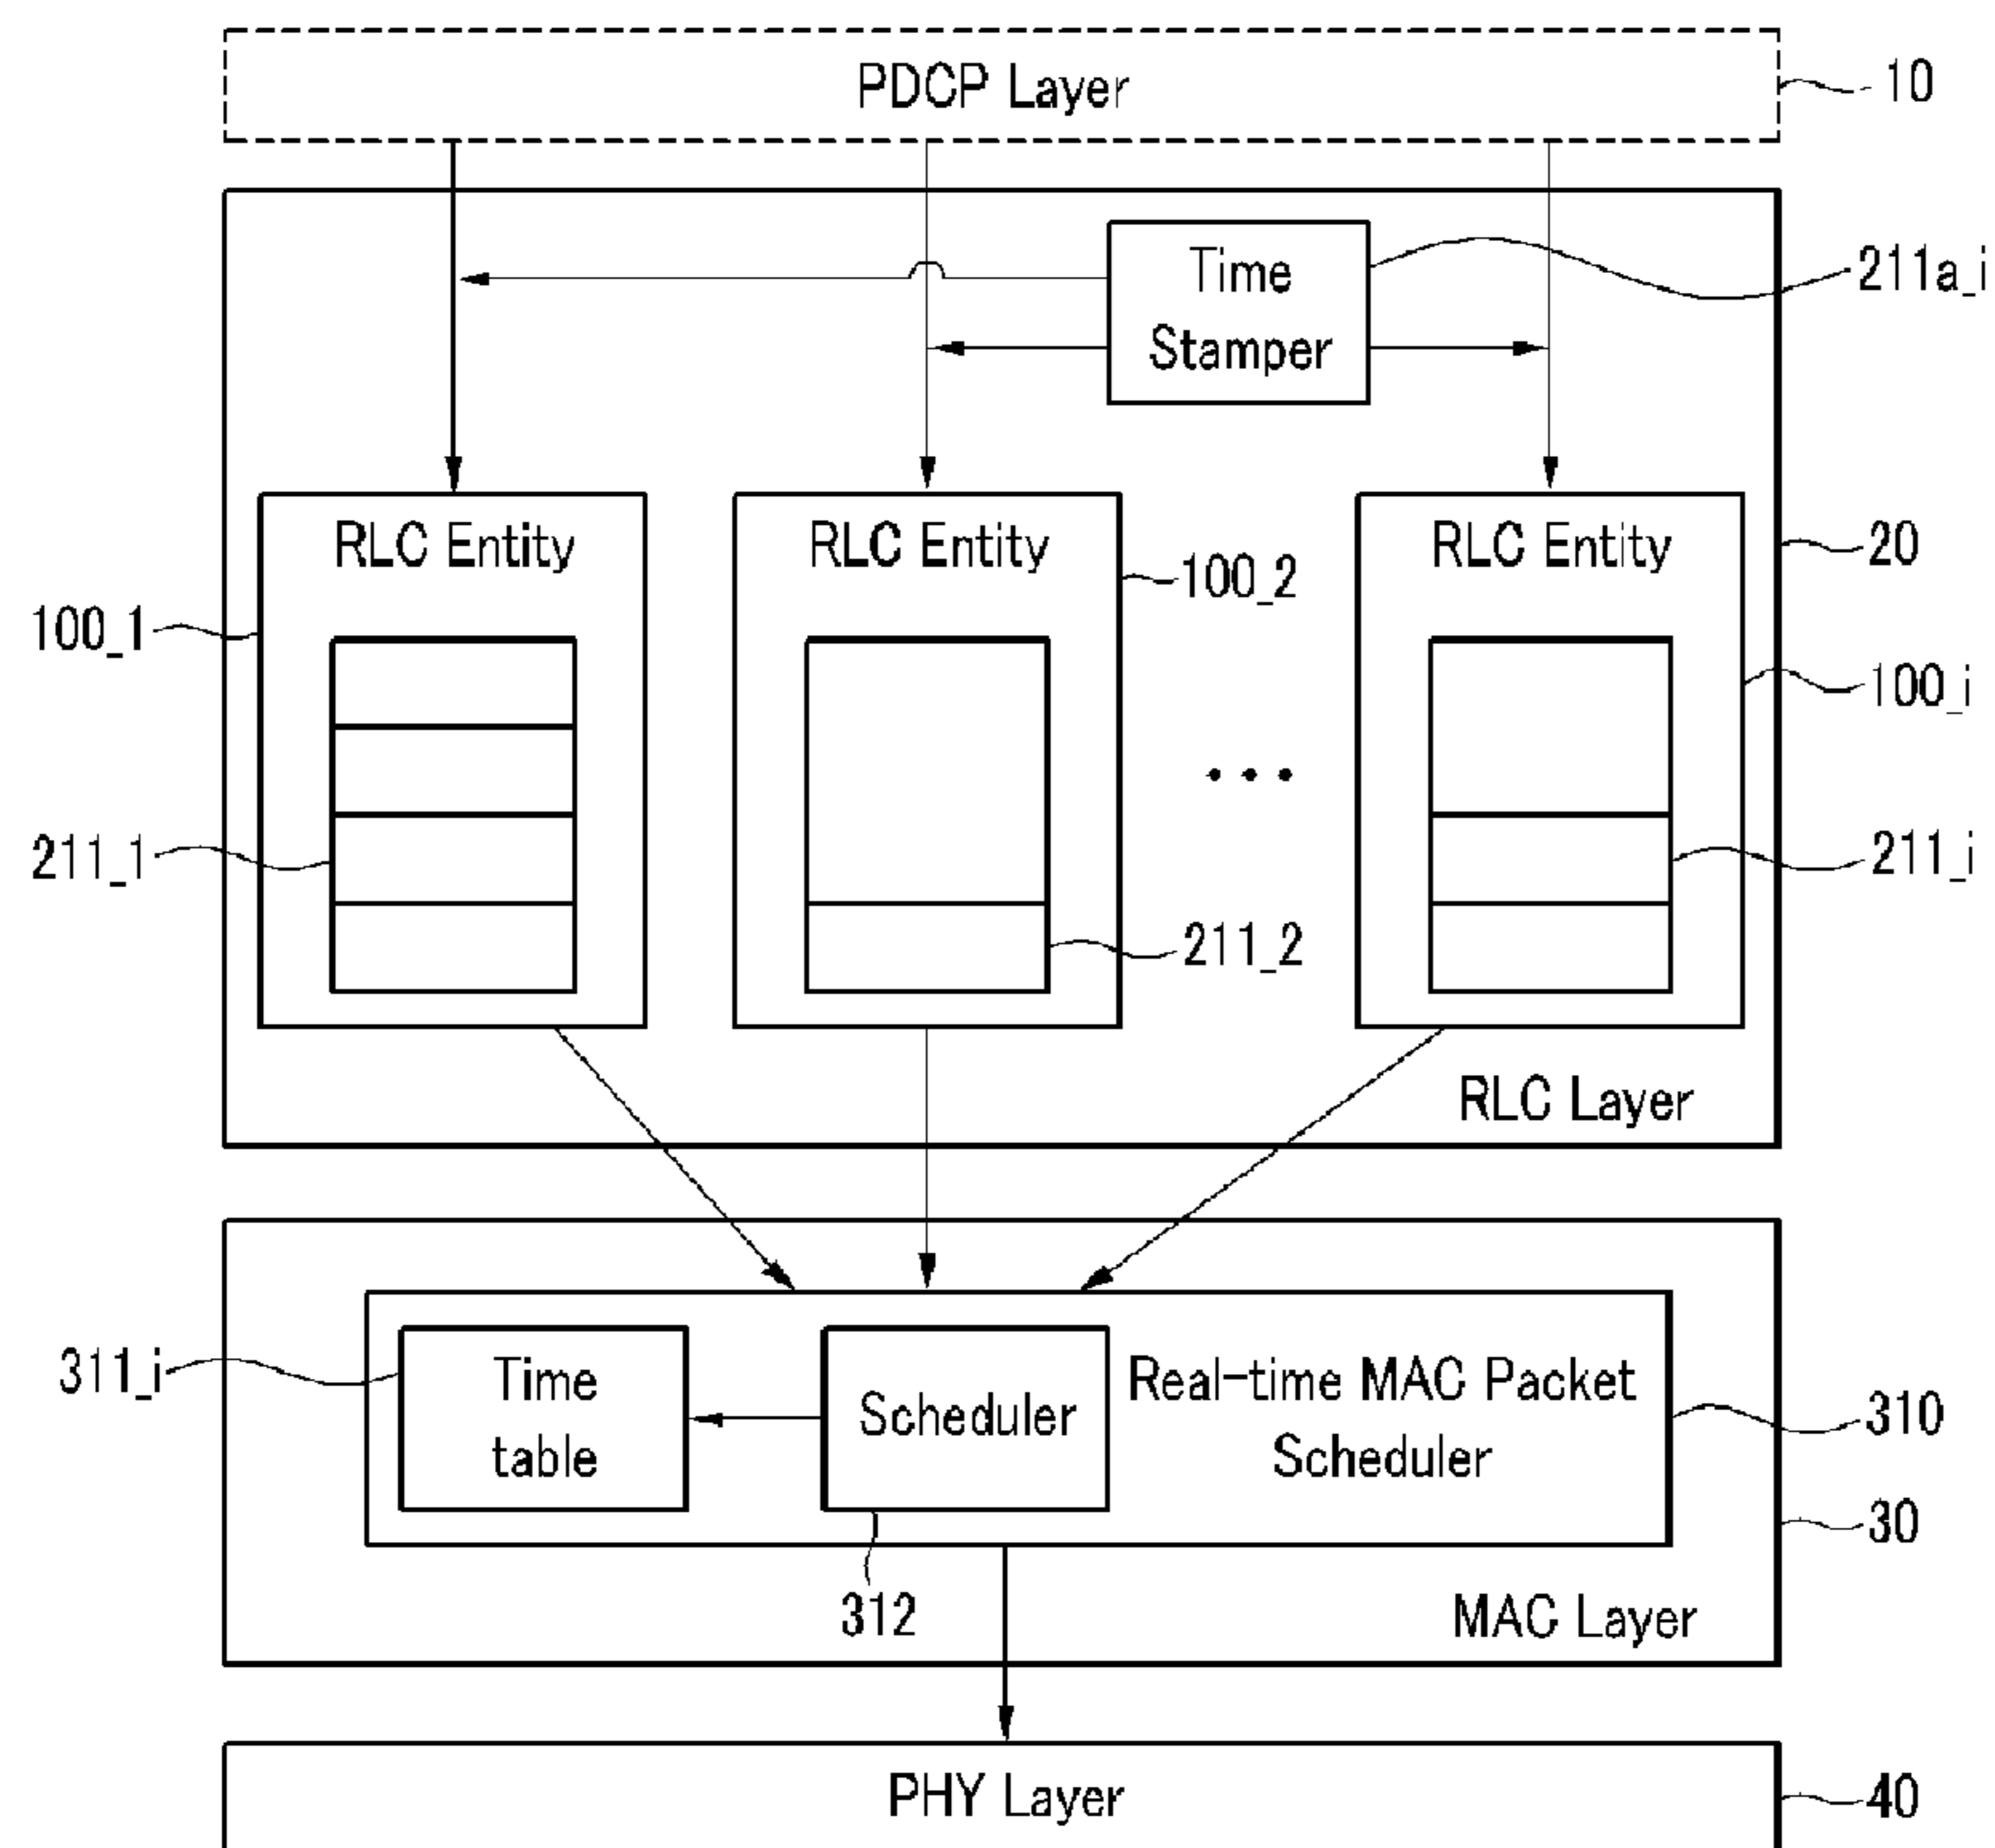 PDCP Layer
10
Time
Stamper
211a_i
RLC Entity
RLC Entity
RLC Entity
20
100_1
100_2
100_i
211_1
211_2
211_i
RLC Layer
311_i
Time
table
Scheduler
Real-time MAC Packet
Scheduler
310
30
312
MAC Layer
PHY Layer
40